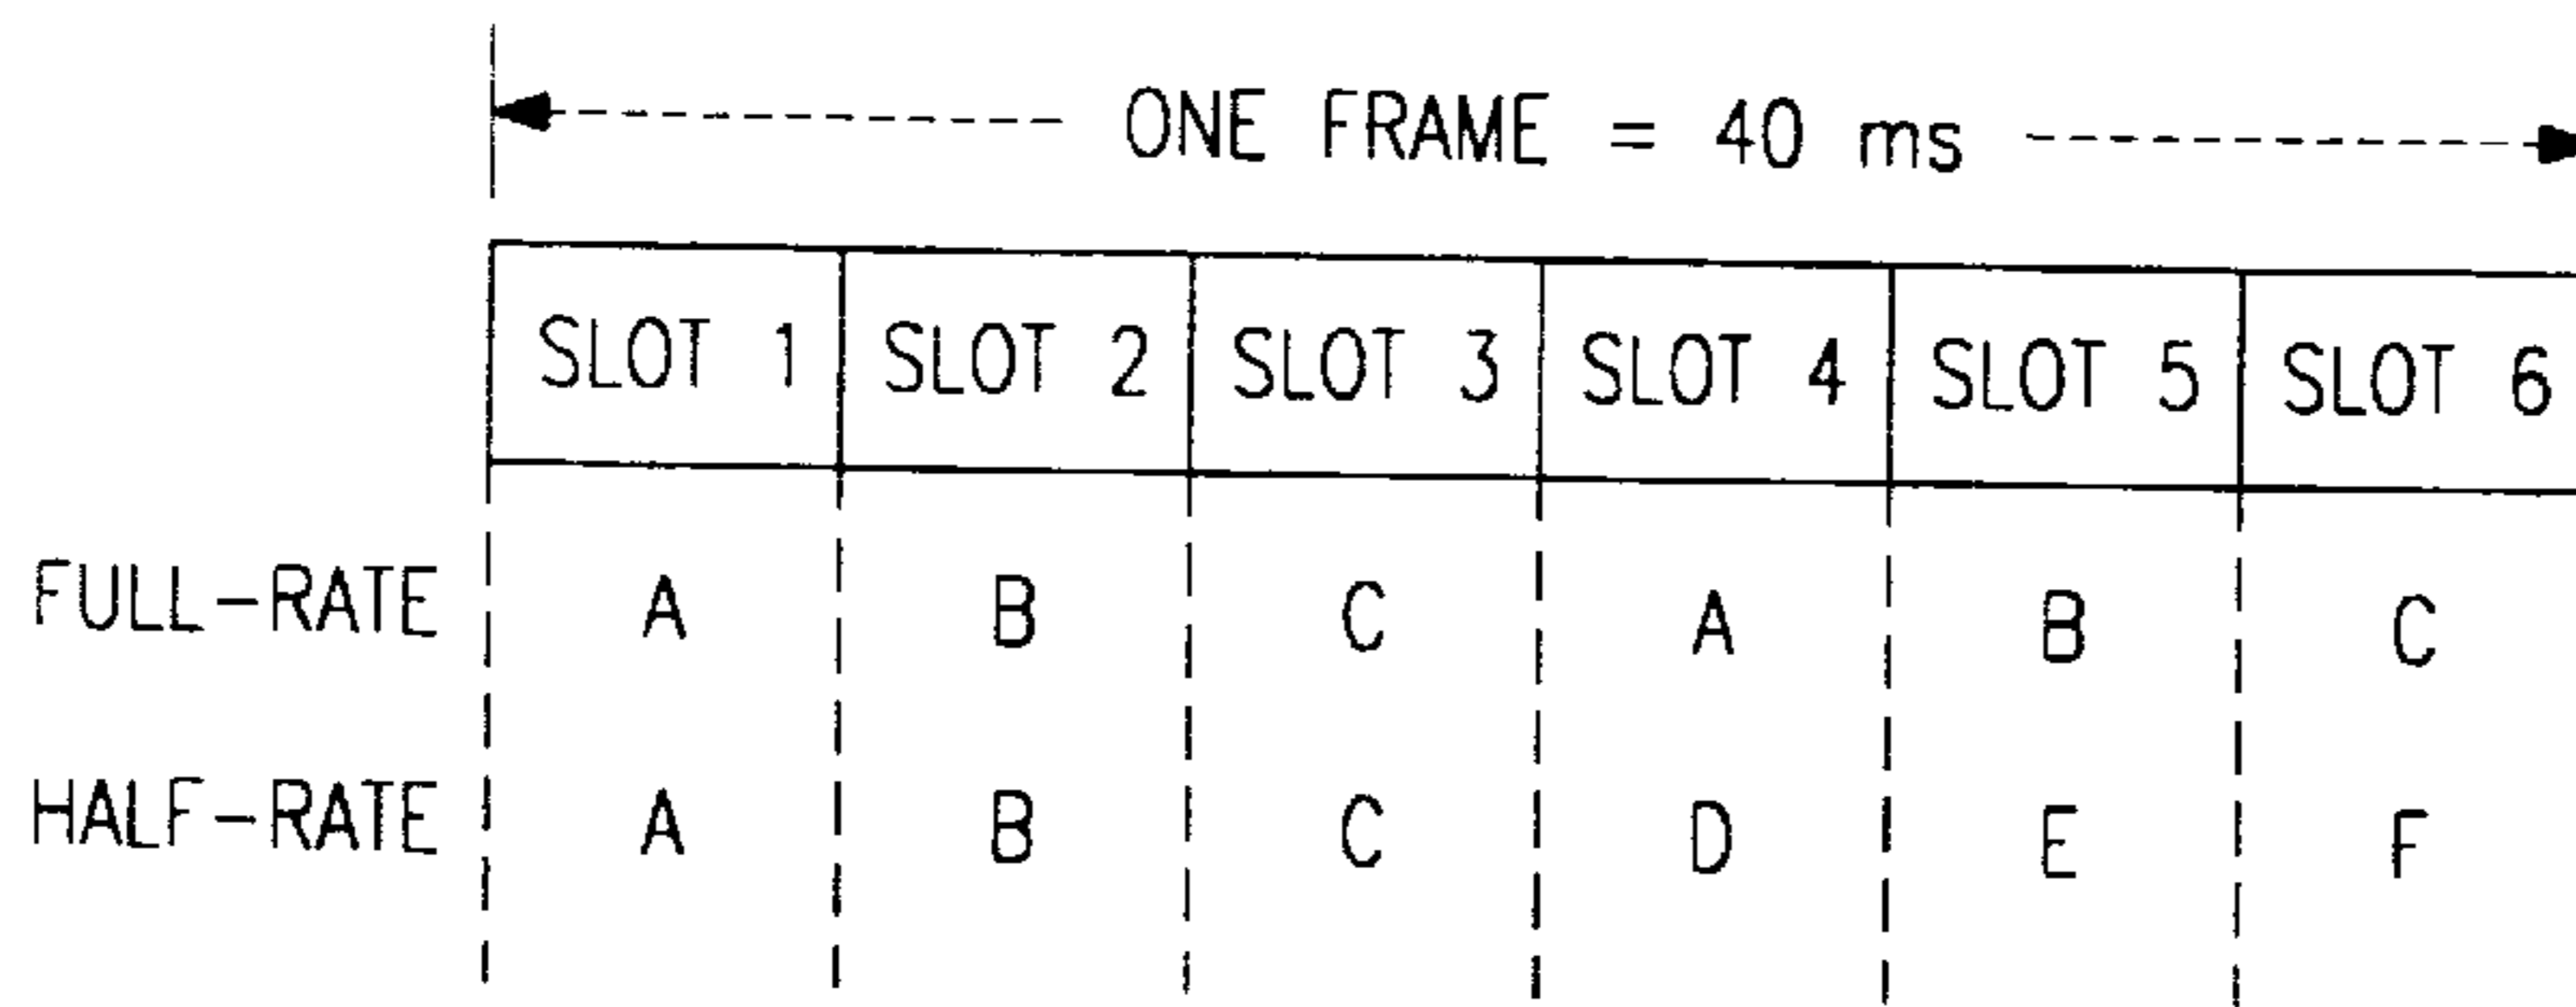 ONE FRAME = 40 ms
SLOT 1 SLOT 2 SLOT 3 SLOT 4 SLOT 5 SLOT 6
FULL-RATE A B C A B C
HALF-RATE A B C D E F